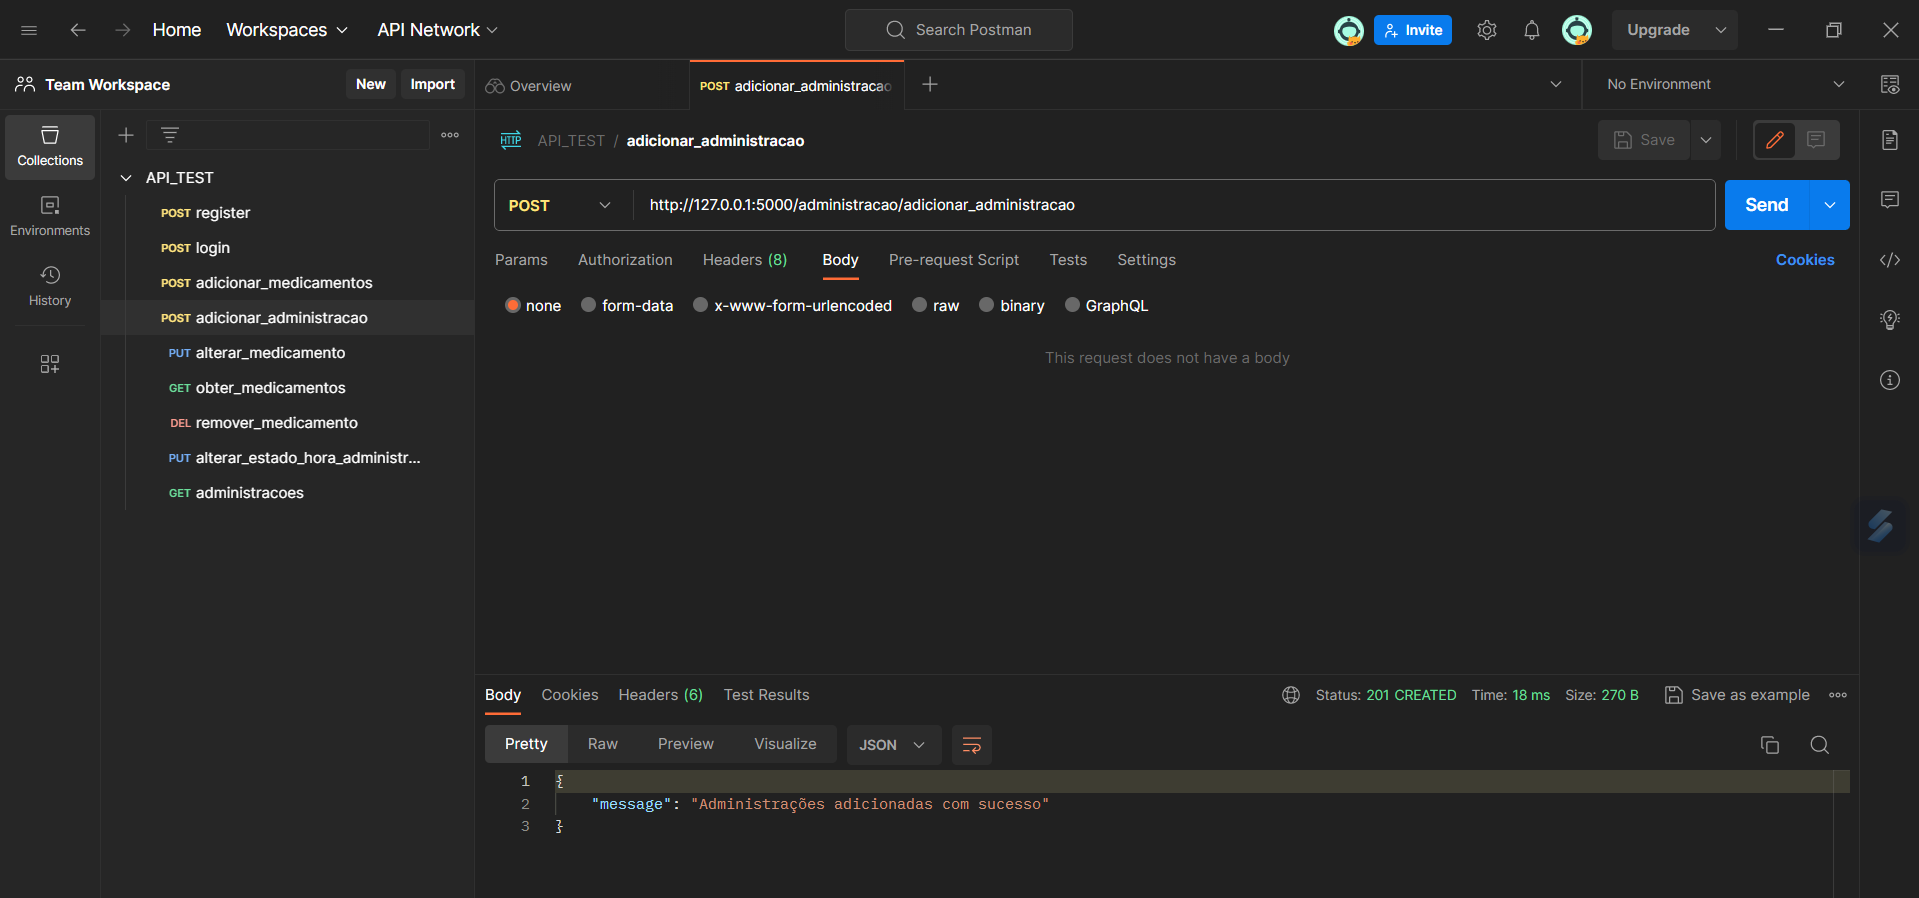 Home Workspaces API Network Search Postman Invite Upgrade
Team Workspace New Import Overview POST adicionar_administracao No Environment
Collections
Environments
History
API_TEST
POST register
POST login
POST adicionar_medicamentos
POST adicionar_administracao
PUT alterar_medicamento
GET obter_medicamentos
DEL remover_medicamento
PUT alterar_estado_hora_administr...
GET administracoes
HTTP API_TEST / adicionar_administracao Save
POST http://127.0.0.1:5000/administracao/adicionar_administracao Send
Params Authorization Headers (8) Body Pre-request Script Tests Settings Cookies
none form-data x-www-form-urlencoded raw binary GraphQL
This request does not have a body
Body Cookies Headers (6) Test Results Status: 201 CREATED Time: 18 ms Size: 270 B Save as example
Pretty Raw Preview Visualize JSON
1 {
2 "message": "Administrações adicionadas com sucesso"
3 }